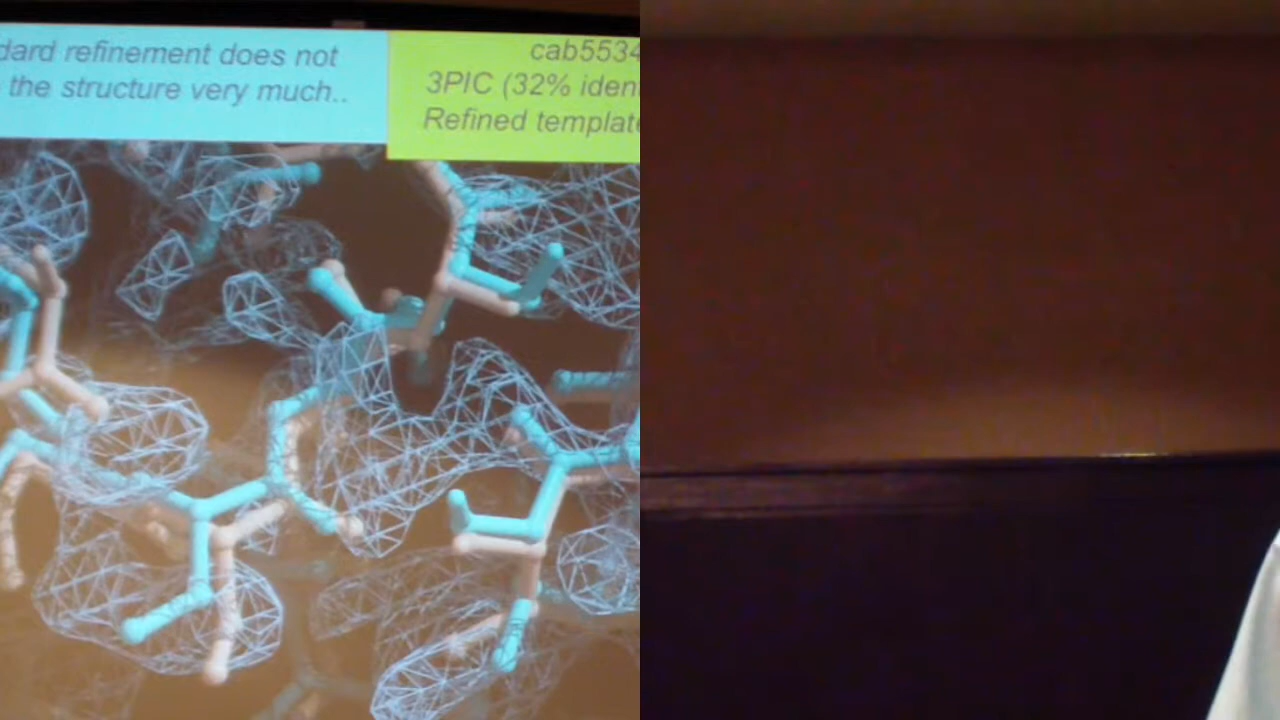 dard refinement does not
the structure very much..
cab5534
3PIC (32% iden
Refined template